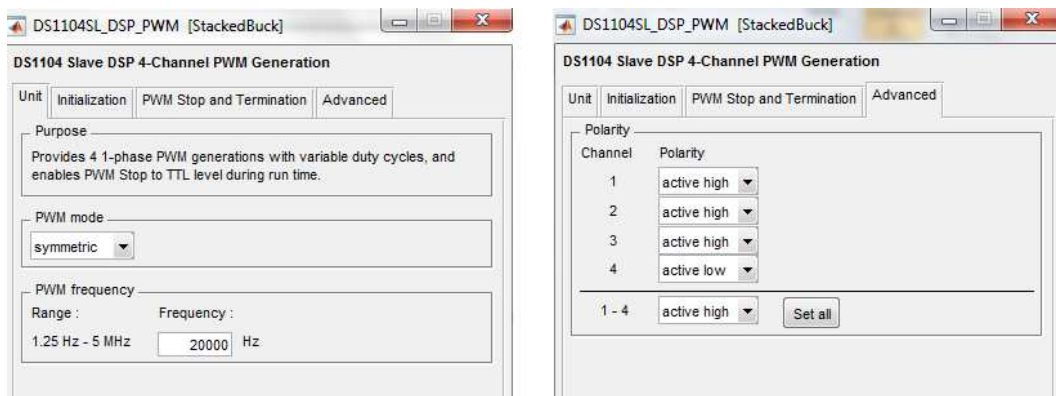 DS1104SL_DSP_PWM [StackedBuck]
DS1104 Slave DSP 4-Channel PWM Generation
Unit Initialization PWM Stop and Termination Advanced
Purpose
Provides 4 1-phase PWM generations with variable duty cycles, and
enables PWM Stop to TTL level during run time.
PWM mode
symmetric
PWM frequency
Range : Frequency :
1.25 Hz - 5 MHz 20000 Hz
DS1104SL_DSP_PWM [StackedBuck]
DS1104 Slave DSP 4-Channel PWM Generation
Unit Initialization PWM Stop and Termination Advanced
Polarity
Channel Polarity
1 active high
2 active high
3 active high
4 active low
1 - 4 active high Set all